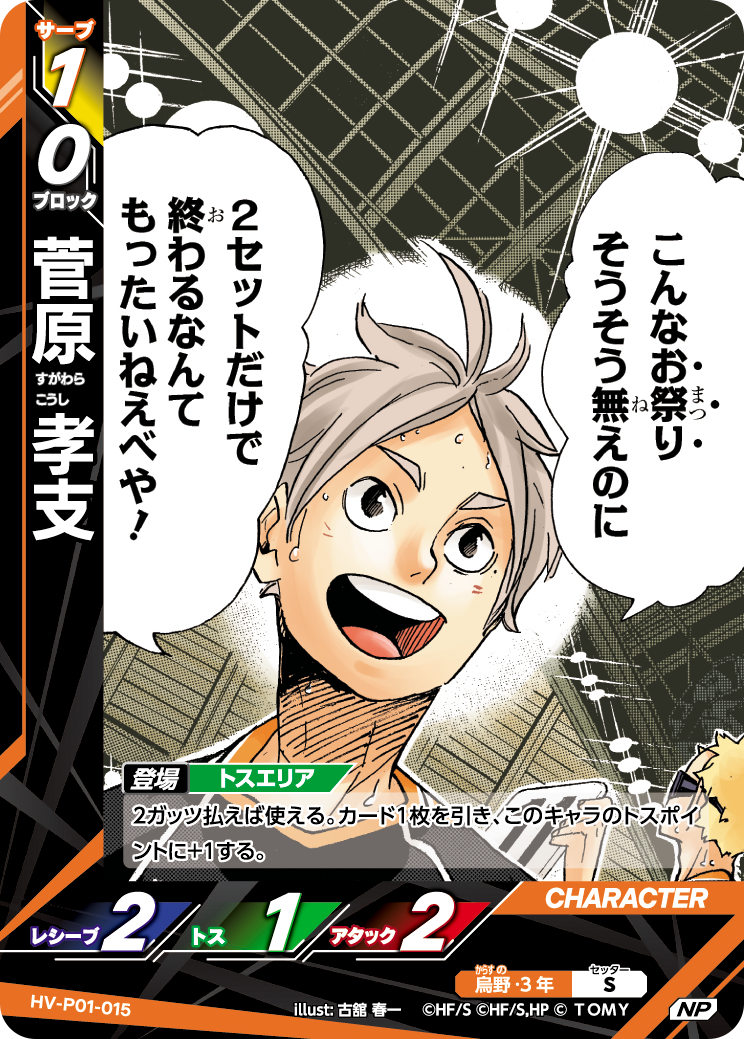 サーブ
1
0
ブロック
菅原孝支
すがわら
こうし
こんなお祭り
まつ
そうそう無えのに
ね
2セットだけで
終わるなんて
お
もったいねえべや!
登場 トスエリア
2ガッツ払えば使える。カード1枚を引き、このキャラのトスポイ
ントに+1する。
CHARACTER
レシーブ 2 トス 1 アタック 2
からすの
烏野・3年
セッター
S
HV-P01-015
illust: 古舘 春一 ©HF/S ©HF/S,HP © TOMY
NP